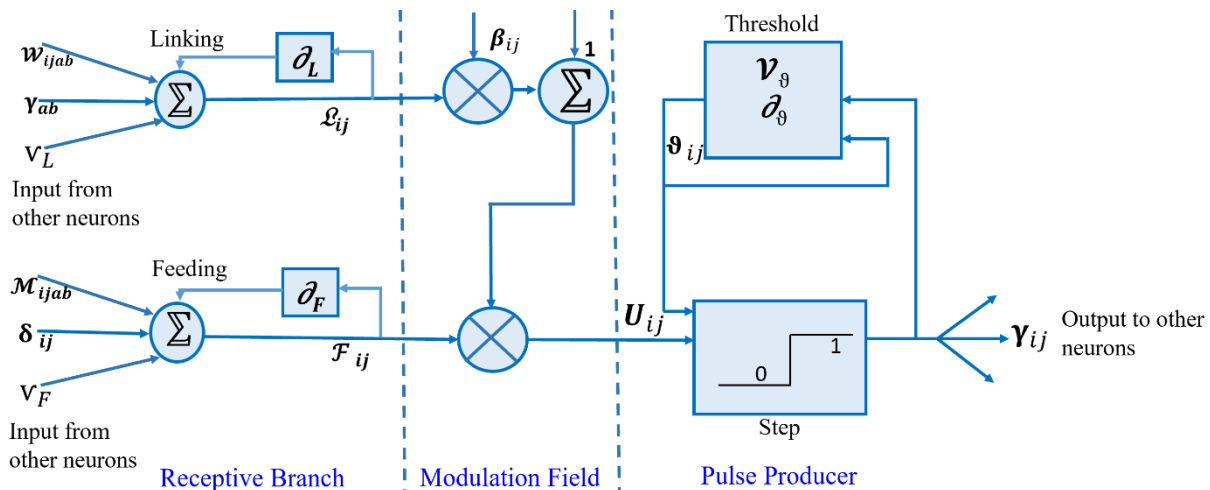 Linking
𝒲ijab
γab
VL
∂L
𝔏ij
Input from
other neurons
βij
1
Threshold
𝒱ϑ
∂ϑ
ϑij
Feeding
ℳijab
δij
VF
∂F
ℱij
Input from
other neurons
Uij
0
1
Step
γij
Output to other
neurons
Receptive Branch
Modulation Field
Pulse Producer
Σ
Σ
Σ